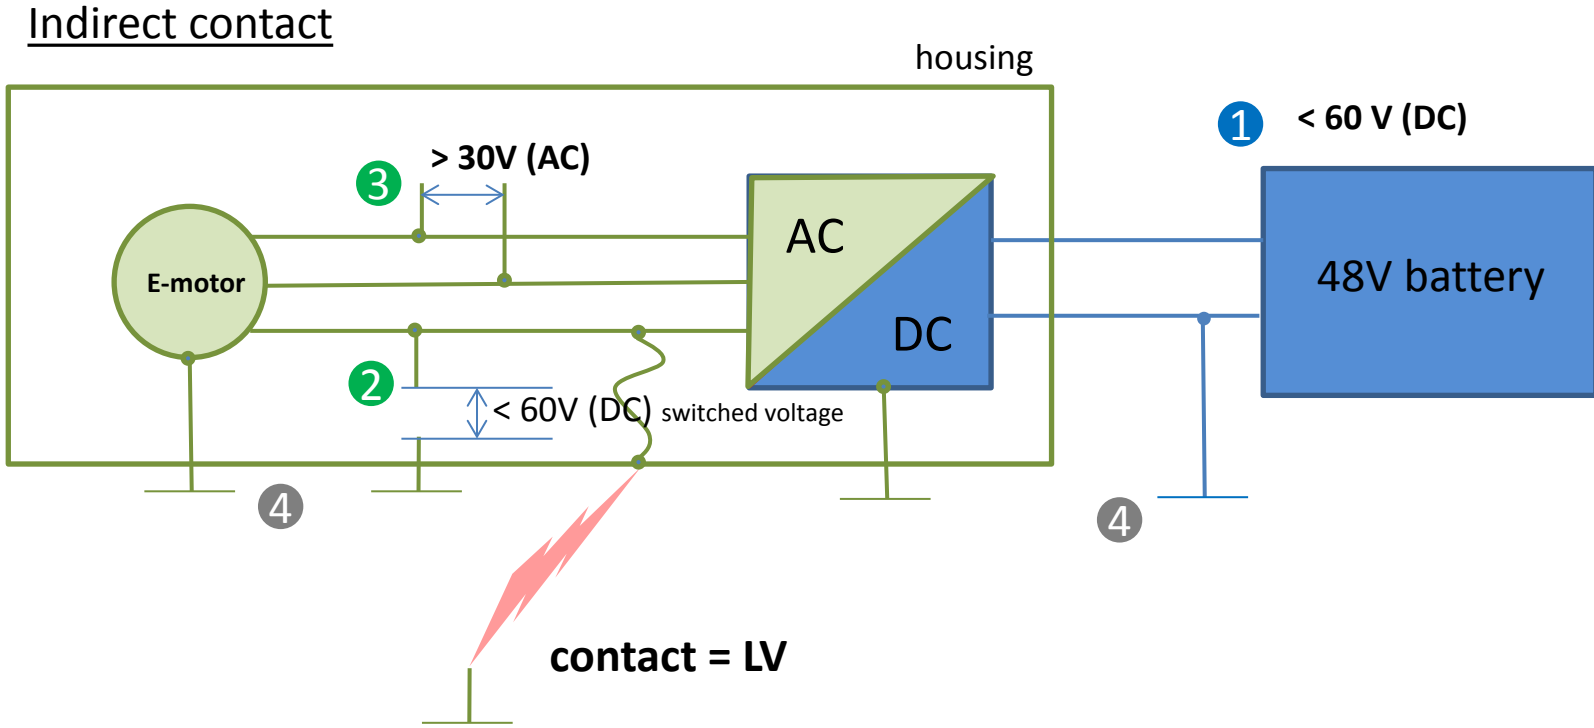 Indirect contact
housing
1 < 60 V (DC)
3 > 30V (AC)
AC
E-motor
48V battery
DC
2
< 60V (DC) switched voltage
4
4
contact = LV